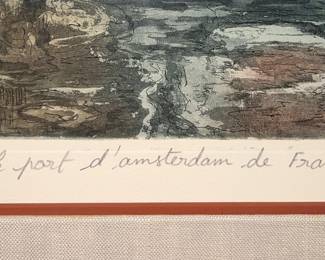 port d'amsterdam de Fra